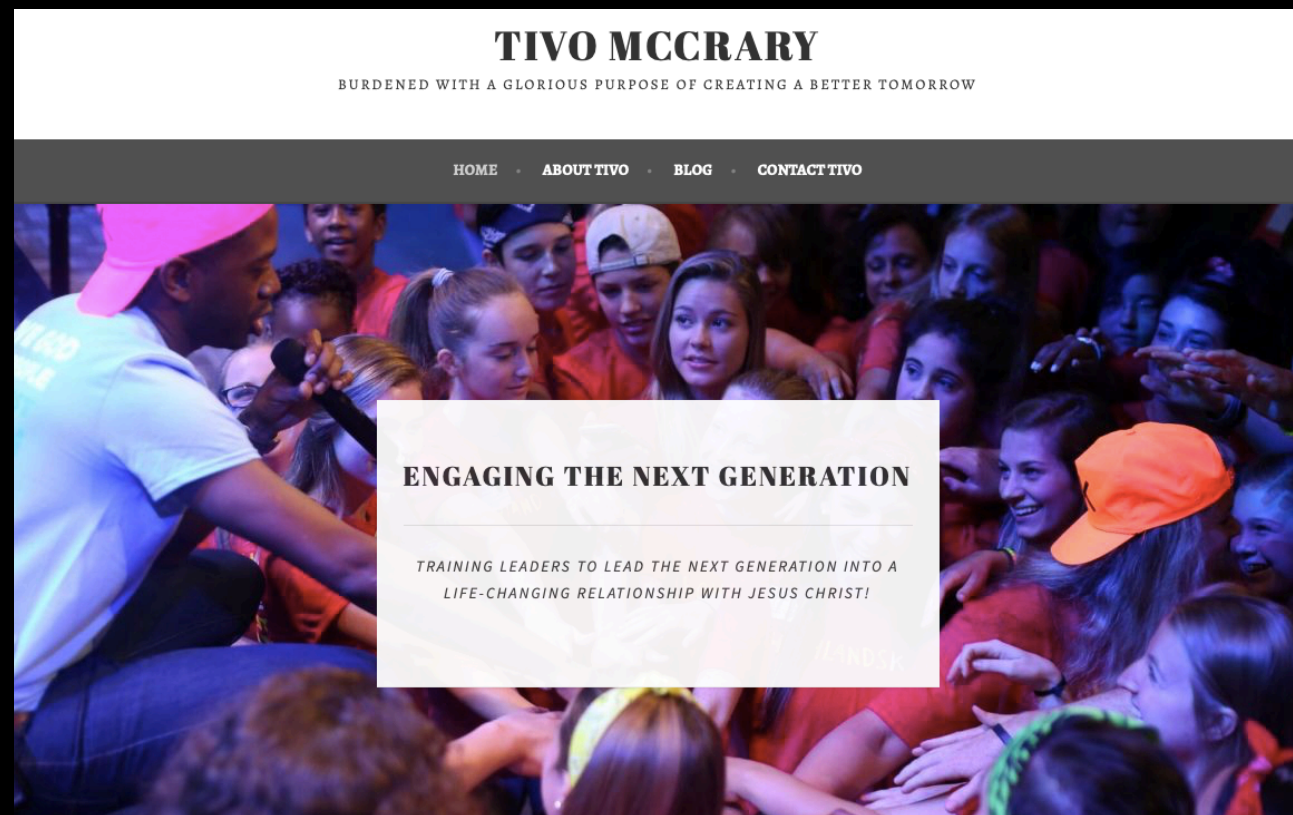 TIVO MCCRARY
BURDENED WITH A GLORIOUS PURPOSE OF CREATING A BETTER TOMORROW
HOME • ABOUT TIVO • BLOG • CONTACT TIVO
ENGAGING THE NEXT GENERATION
TRAINING LEADERS TO LEAD THE NEXT GENERATION INTO A
LIFE-CHANGING RELATIONSHIP WITH JESUS CHRIST!